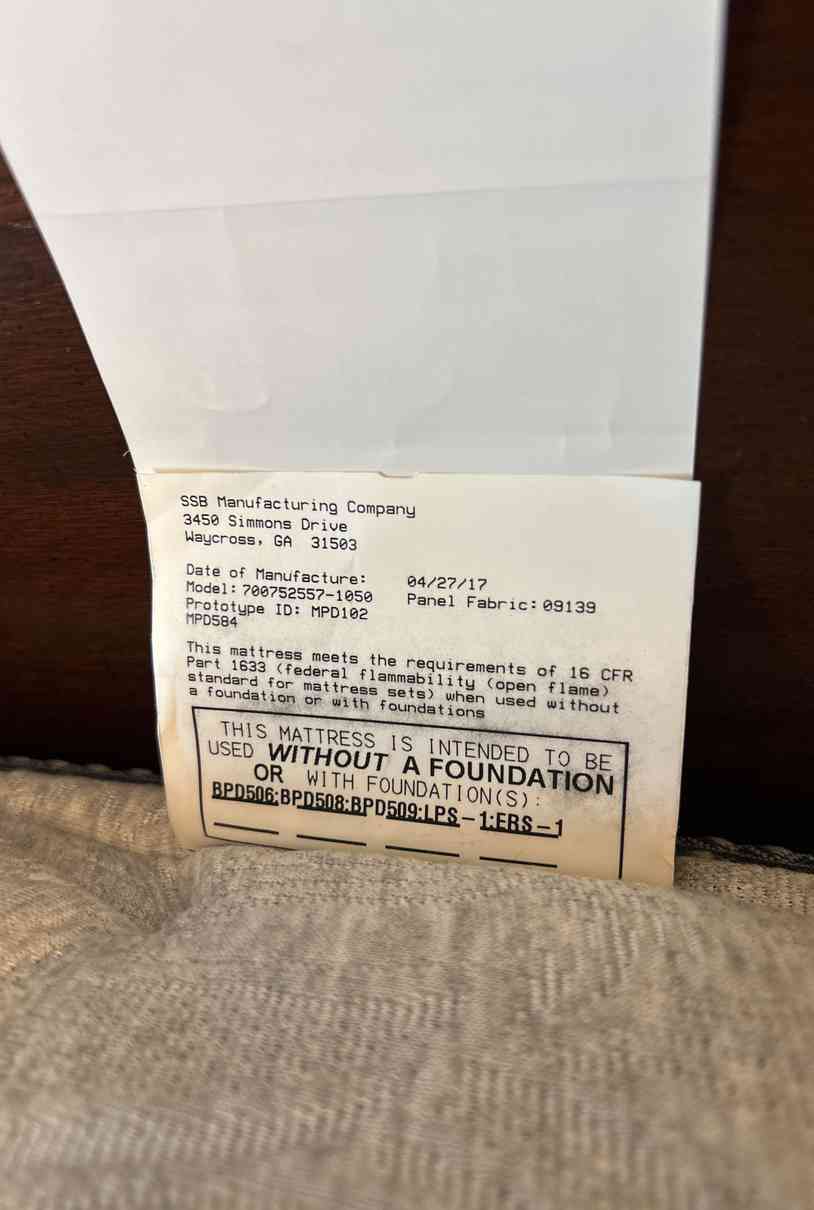 SSB Manufacturing Company
3450 Simmons Drive
Waycross, GA 31503
Date of Manufacture: 04/27/17
Model: 700752557-1050 Panel Fabric: 09139
Prototype ID: MPD102
MPD584
This mattress meets the requirements of 16 CFR
Part 1633 (federal flammability (open flame)
standard for mattress sets) when used without
a foundation or with foundations
THIS MATTRESS IS INTENDED TO BE
USED WITHOUT A FOUNDATION
OR WITH FOUNDATION(S):
BPD506;BPD508;BPD509;LPS-1;ERS-1